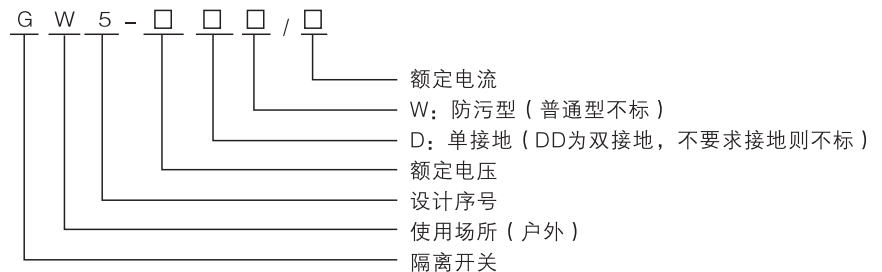 GW5-□□□/□
额定电流
W：防污型（普通型不标）
D：单接地（DD为双接地，不要求接地则不标）
额定电压
设计序号
使用场所（户外）
隔离开关